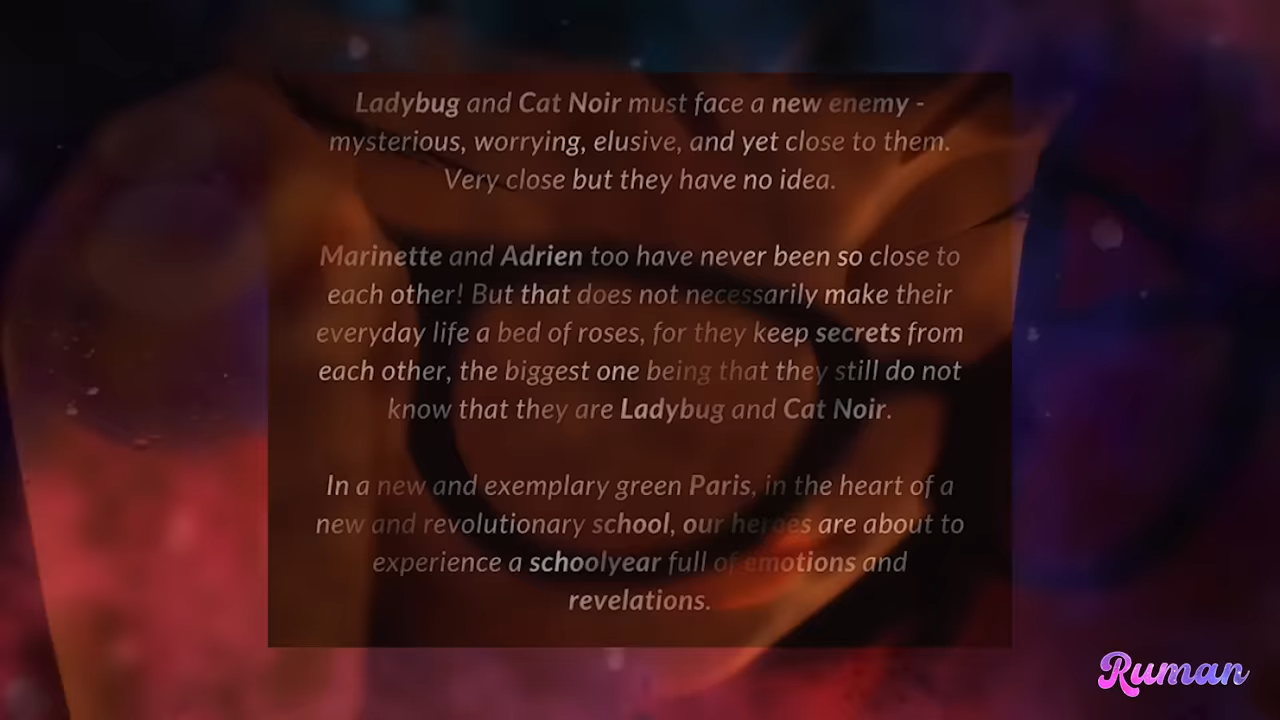 Ladybug and Cat Noir must face a new enemy -
mysterious, worrying, elusive, and yet close to them.
Very close but they have no idea.
Marinette and Adrien too have never been so close to
each other! But that does not necessarily make their
everyday life a bed of roses, for they keep secrets from
each other, the biggest one being that they still do not
know that they are Ladybug and Cat Noir.
In a new and exemplary green Paris, in the heart of a
new and revolutionary school, our heroes are about to
experience a schoolyear full of emotions and
revelations.
Ruman